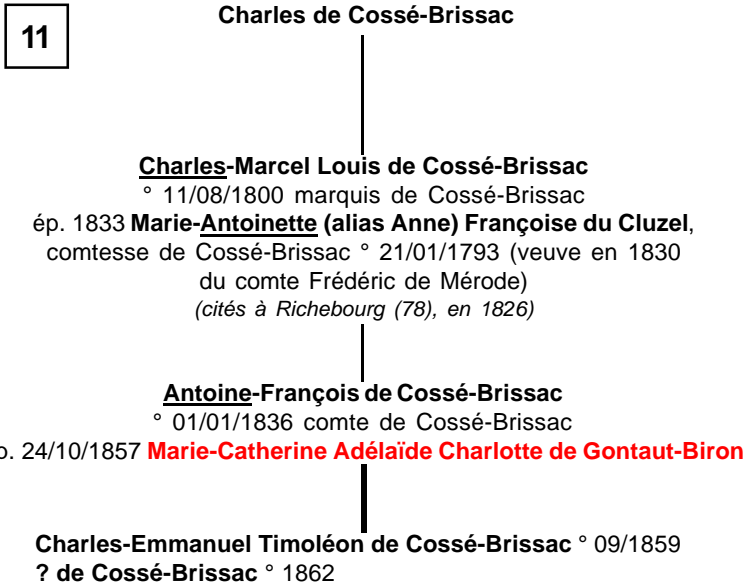 11
Charles de Cossé-Brissac
Charles-Marcel Louis de Cossé-Brissac
° 11/08/1800 marquis de Cossé-Brissac
ép. 1833 Marie-Antoinette (alias Anne) Françoise du Cluzel,
comtesse de Cossé-Brissac ° 21/01/1793 (veuve en 1830
du comte Frédéric de Mérode)
(cités à Richebourg (78), en 1826)
Antoine-François de Cossé-Brissac
° 01/01/1836 comte de Cossé-Brissac
24/10/1857 Marie-Catherine Adélaïde Charlotte de Gontaut-Biron
Charles-Emmanuel Timoléon de Cossé-Brissac ° 09/1859
? de Cossé-Brissac ° 1862